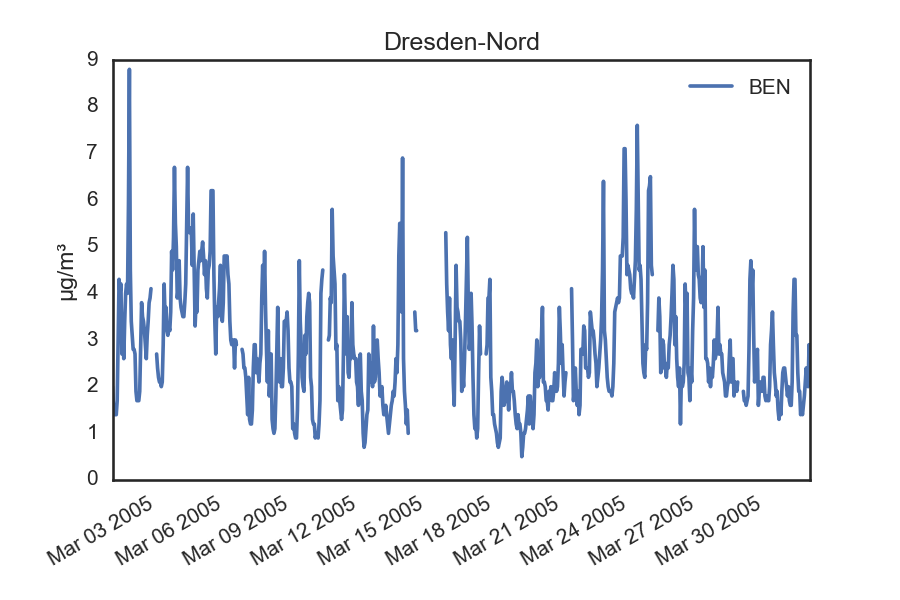 Dresden-Nord
BEN
µg/m³
9
8
7
6
5
4
3
2
1
0
Mar 03 2005
Mar 06 2005
Mar 09 2005
Mar 12 2005
Mar 15 2005
Mar 18 2005
Mar 21 2005
Mar 24 2005
Mar 27 2005
Mar 30 2005